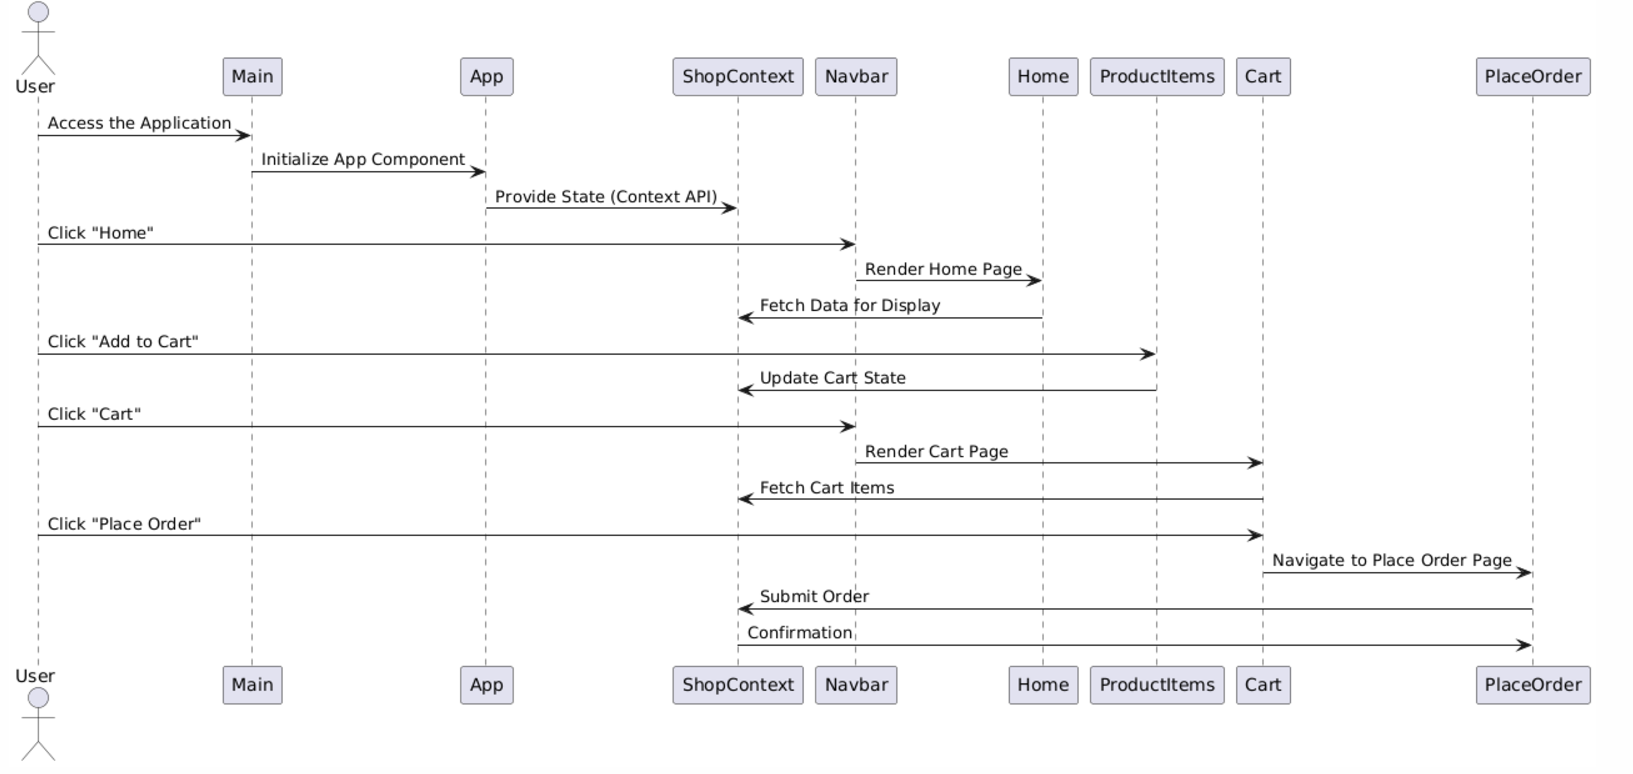 User
Main
App
ShopContext
Navbar
Home
ProductItems
Cart
PlaceOrder
Access the Application
Initialize App Component
Provide State (Context API)
Click "Home"
Render Home Page
Fetch Data for Display
Click "Add to Cart"
Update Cart State
Click "Cart"
Render Cart Page
Fetch Cart Items
Click "Place Order"
Navigate to Place Order Page
Submit Order
Confirmation
User
Main
App
ShopContext
Navbar
Home
ProductItems
Cart
PlaceOrder